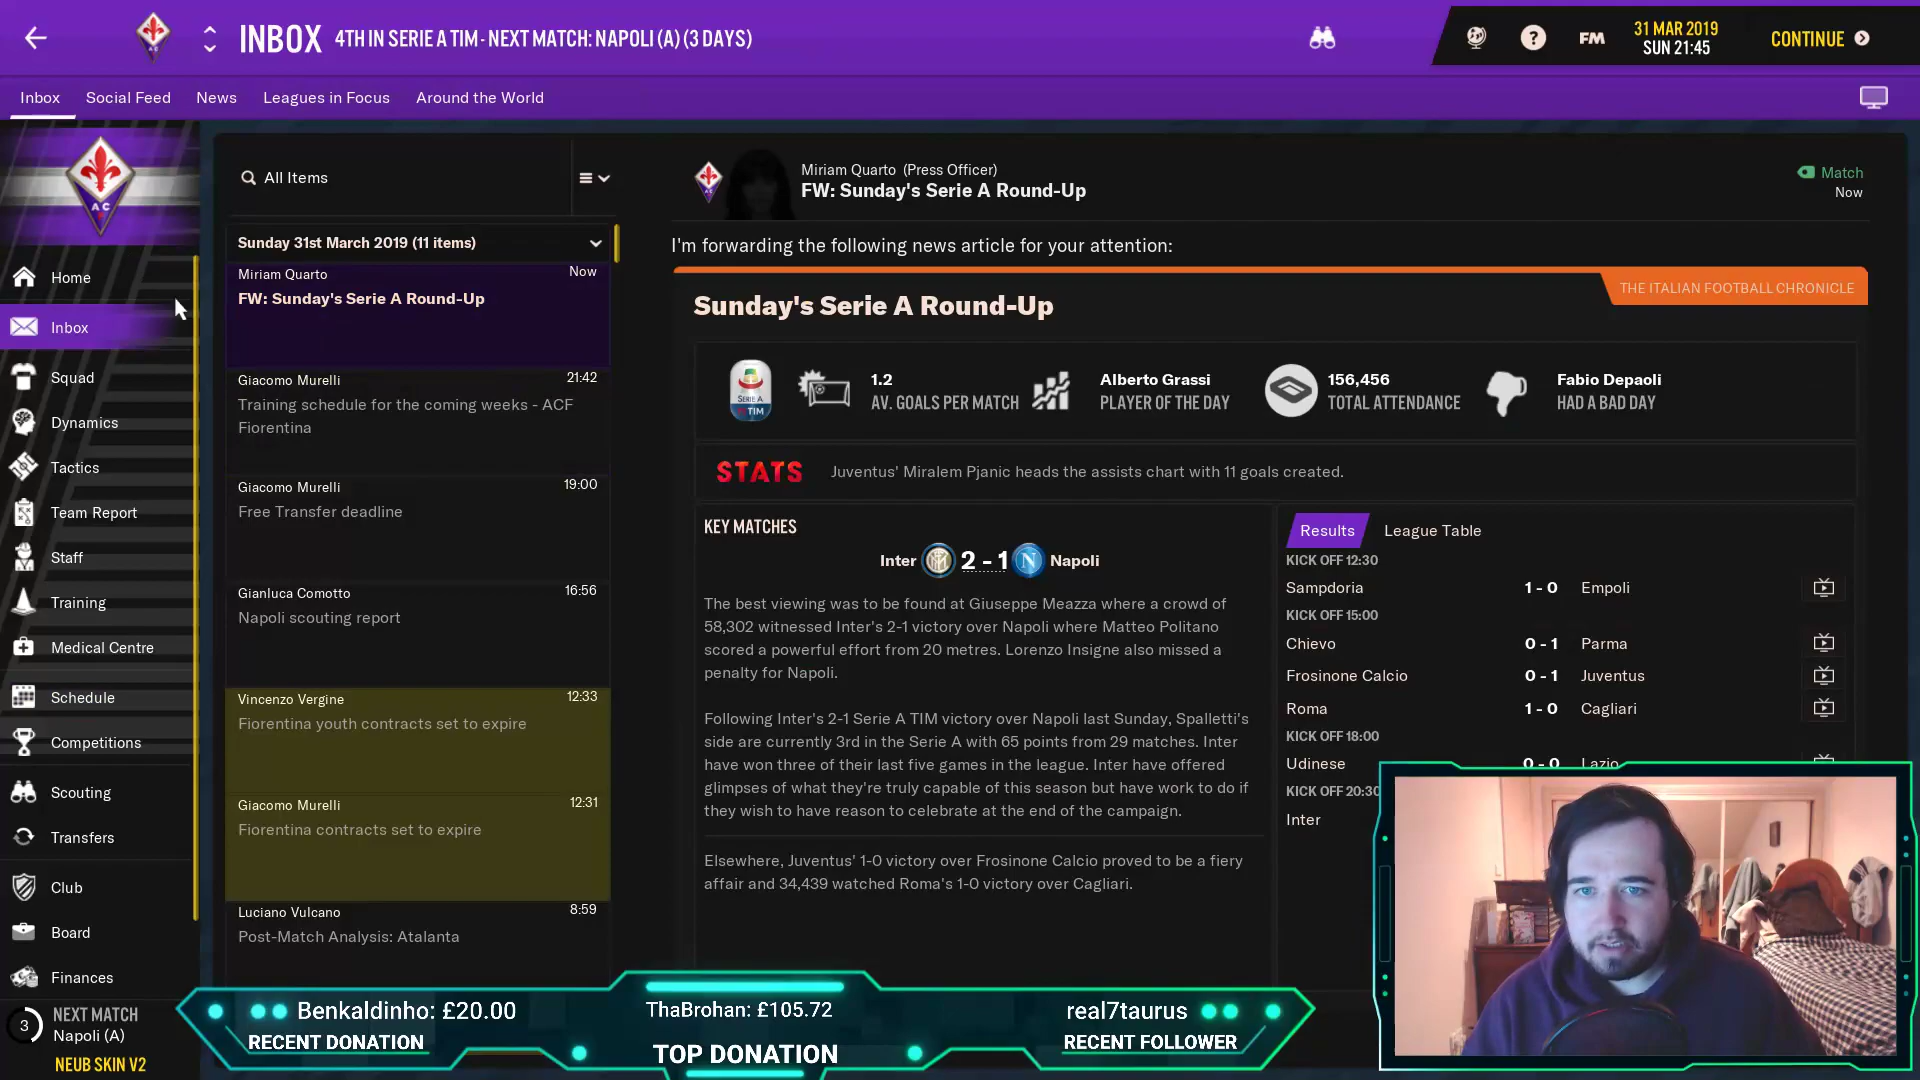 INBOX
4TH IN SERIE A TIM - NEXT MATCH: NAPOLI (A) (3 DAYS)
?
FM
31 MAR 2019
SUN 21:45
CONTINUE
Inbox Social Feed News Leagues in Focus Around the World
A C
Home
Inbox
Squad
Dynamics
Tactics
Team Report
Staff
Training
Medical Centre
Schedule
Competitions
Scouting
Transfers
Club
Board
Finances
3
NEXT MATCH
Napoli (A)
NEUB SKIN V2
All Items
Sunday 31st March 2019 (11 items)
Miriam Quarto Now
FW: Sunday's Serie A Round-Up
Giacomo Murelli 21:42
Training schedule for the coming weeks - ACF
Fiorentina
Giacomo Murelli 19:00
Free Transfer deadline
Gianluca Comotto 16:56
Napoli scouting report
Vincenzo Vergine 12:33
Fiorentina youth contracts set to expire
Giacomo Murelli 12:31
Fiorentina contracts set to expire
Luciano Vulcano 8:59
Post-Match Analysis: Atalanta
Miriam Quarto (Press Officer)
FW: Sunday's Serie A Round-Up
Match
Now
I'm forwarding the following news article for your attention:
THE ITALIAN FOOTBALL CHRONICLE
Sunday's Serie A Round-Up
SERIE A
TIM
1.2
AV. GOALS PER MATCH
Alberto Grassi
PLAYER OF THE DAY
156,456
TOTAL ATTENDANCE
Fabio Depaoli
HAD A BAD DAY
STATS
Juventus' Miralem Pjanic heads the assists chart with 11 goals created.
KEY MATCHES
Inter 2 - 1 N Napoli
The best viewing was to be found at Giuseppe Meazza where a crowd of
58,302 witnessed Inter's 2-1 victory over Napoli where Matteo Politano
scored a powerful effort from 20 metres. Lorenzo Insigne also missed a
penalty for Napoli.
Following Inter's 2-1 Serie A TIM victory over Napoli last Sunday, Spalletti's
side are currently 3rd in the Serie A with 65 points from 29 matches. Inter
have won three of their last five games in the league. Inter have offered
glimpses of what they're truly capable of this season but have work to do if
they wish to have reason to celebrate at the end of the campaign.
Elsewhere, Juventus' 1-0 victory over Frosinone Calcio proved to be a fiery
affair and 34,439 watched Roma's 1-0 victory over Cagliari.
Results League Table
KICK OFF 12:30
Sampdoria 1 - 0 Empoli
KICK OFF 15:00
Chievo 0 - 1 Parma
Frosinone Calcio 0 - 1 Juventus
Roma 1 - 0 Cagliari
KICK OFF 18:00
Udinese 0 - 0 Lazio
KICK OFF 20:30
Inter
Benkaldinho: £20.00
RECENT DONATION
ThaBrohan: £105.72
TOP DONATION
real7taurus
RECENT FOLLOWER